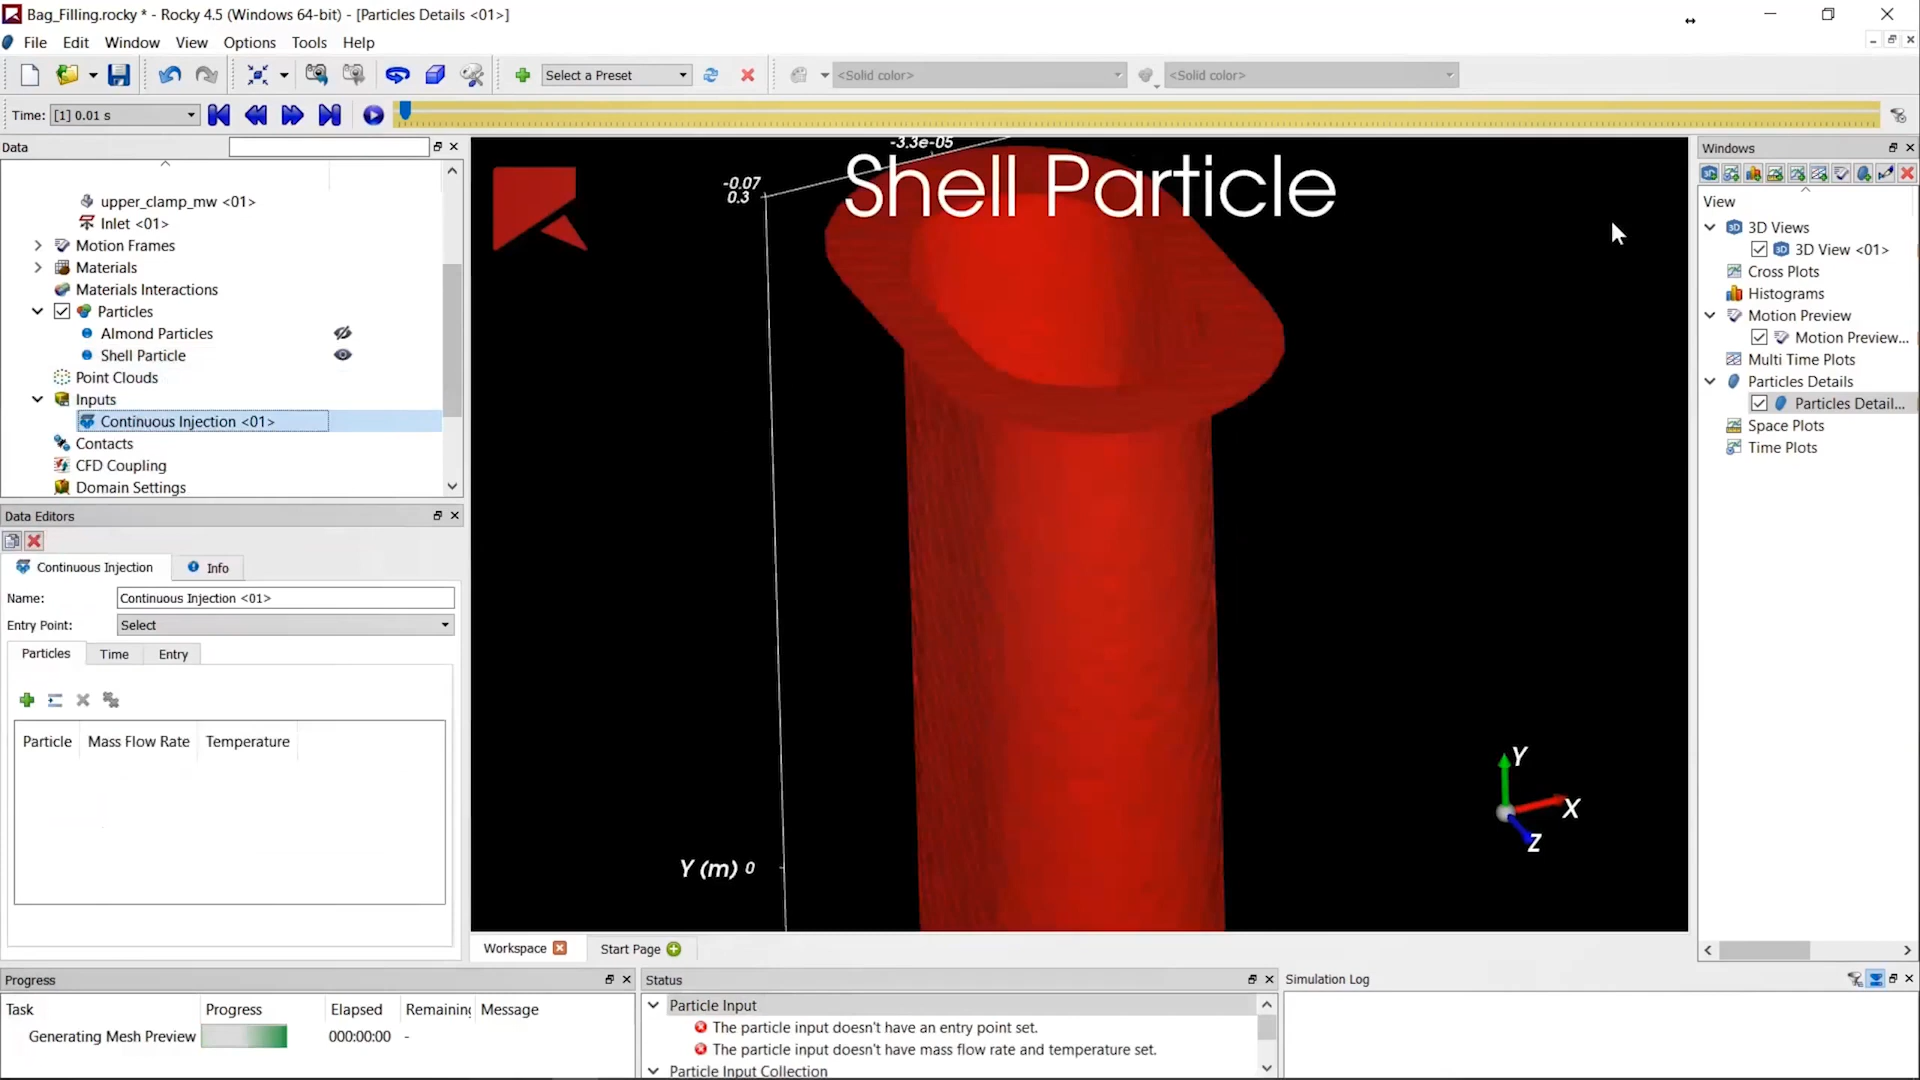 Bag_Filling.rocky * - Rocky 4.5 (Windows 64-bit) - [Particles Details <01>]
File Edit Window View Options Tools Help
Select a Preset <Solid color> <Solid color>
Time: [1] 0.01 s
Data
upper_clamp_mw <01>
Inlet <01>
Motion Frames
Materials
Materials Interactions
Particles
Almond Particles
Shell Particle
Point Clouds
Inputs
Continuous Injection <01>
Contacts
CFD Coupling
Domain Settings
Data Editors
Continuous Injection Info
Name: Continuous Injection <01>
Entry Point: Select
Particles Time Entry
Particle Mass Flow Rate Temperature
-3.3e-05
-0.07
0.3
Shell Particle
Y (m) 0
Y
X
Z
Workspace Start Page
Windows
View
3D Views
3D View <01>
Cross Plots
Histograms
Motion Preview
Motion Preview...
Multi Time Plots
Particles Details
Particles Detail...
Space Plots
Time Plots
Progress
Task Progress Elapsed Remaining Message
Generating Mesh Preview 000:00:00 -
Status
Particle Input
The particle input doesn't have an entry point set.
The particle input doesn't have mass flow rate and temperature set.
Particle Input Collection
Simulation Log